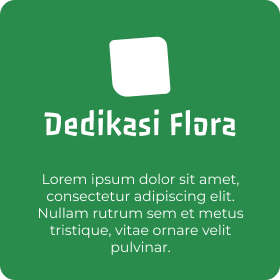 Dedikasi Flora
Lorem ipsum dolor sit amet,
consectetur adipiscing elit.
Nullam rutrum sem et metus
tristique, vitae ornare velit
pulvinar.